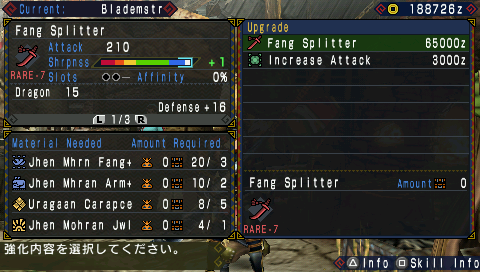 Current: Blademstr
188726z
Fang Splitter
Attack 210
Shrpnss +1
RARE-7 Slots Affinity 0%
Dragon 15
Defense+16
L 1/3 R
Material Needed Amount Required
Jhen Mhrn Fang+ 0 20/ 3
Jhen Mhran Arm+ 0 10/ 2
Uragaan Carapce 0 8/ 5
Jhen Mohran Jwl 0 4/ 1
Upgrade
Fang Splitter 65000z
Increase Attack 3000z
Fang Splitter Amount 0
RARE-7
強化内容を選択してください。
Info Skill Info